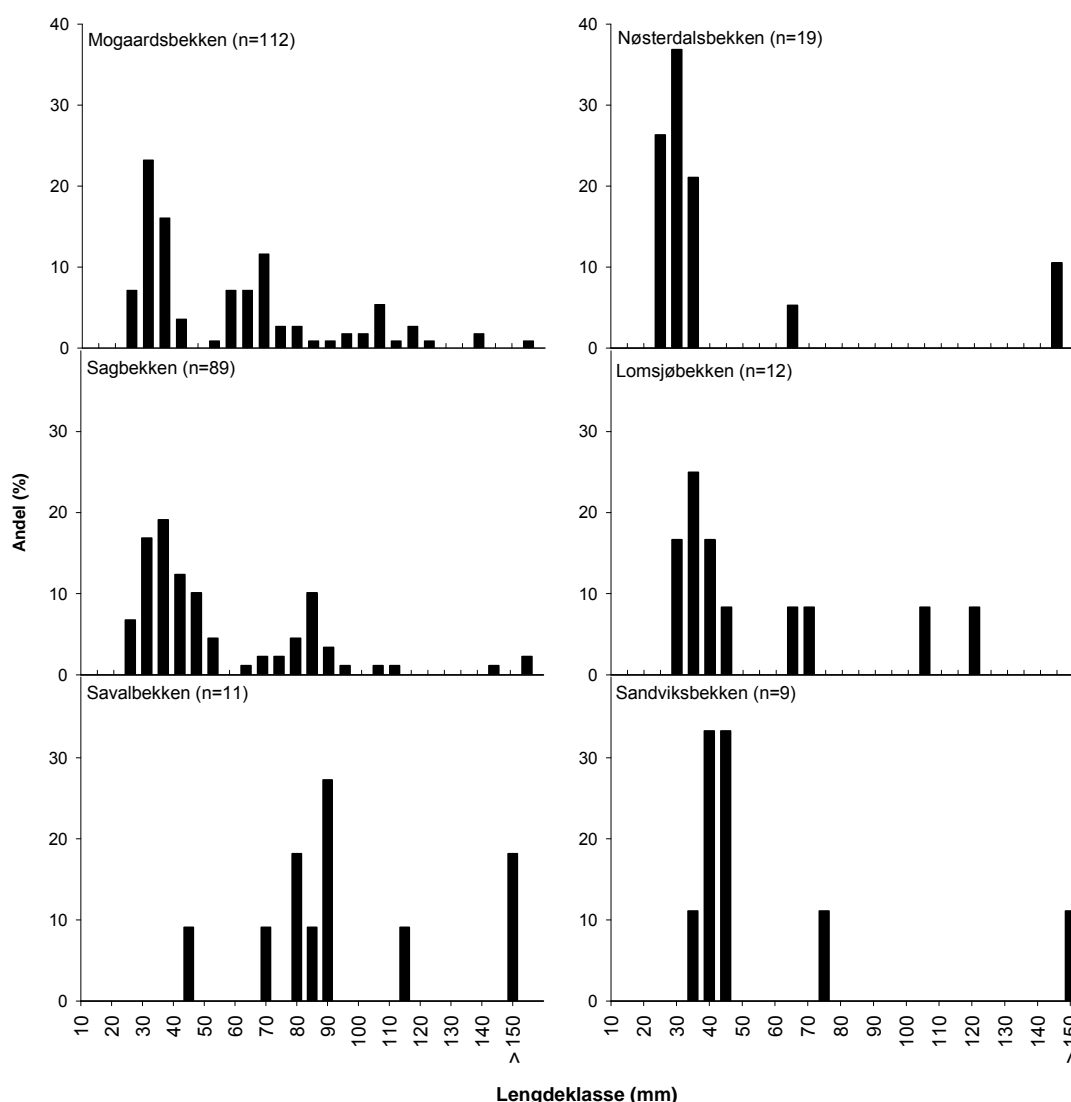 Mogaardsbekken (n=112)
40
30
20
10
0
Nøsterdalsbekken (n=19)
40
30
20
10
0
Sagbekken (n=89)
30
20
10
0
Lomsjøbekken (n=12)
30
20
10
0
Savalbekken (n=11)
30
20
10
0
10 20 30 40 50 60 70 80 90 100 110 120 130 140 > 150
Sandviksbekken (n=9)
30
20
10
0
10 20 30 40 50 60 70 80 90 100 110 120 130 140 > 150
Andel (%)
Lengdeklasse (mm)